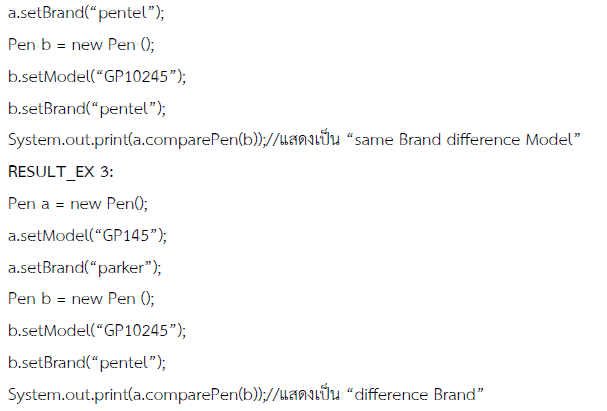 a.setBrand(“pentel”);
Pen b = new Pen ();
b.setModel(“GP10245”);
b.setBrand(“pentel”);
System.out.print(a.comparePen(b));//แสดงเป็น “same Brand difference Model”
RESULT_EX 3:
Pen a = new Pen();
a.setModel(“GP145”);
a.setBrand(“parker”);
Pen b = new Pen ();
b.setModel(“GP10245”);
b.setBrand(“pentel”);
System.out.print(a.comparePen(b));//แสดงเป็น “difference Brand”